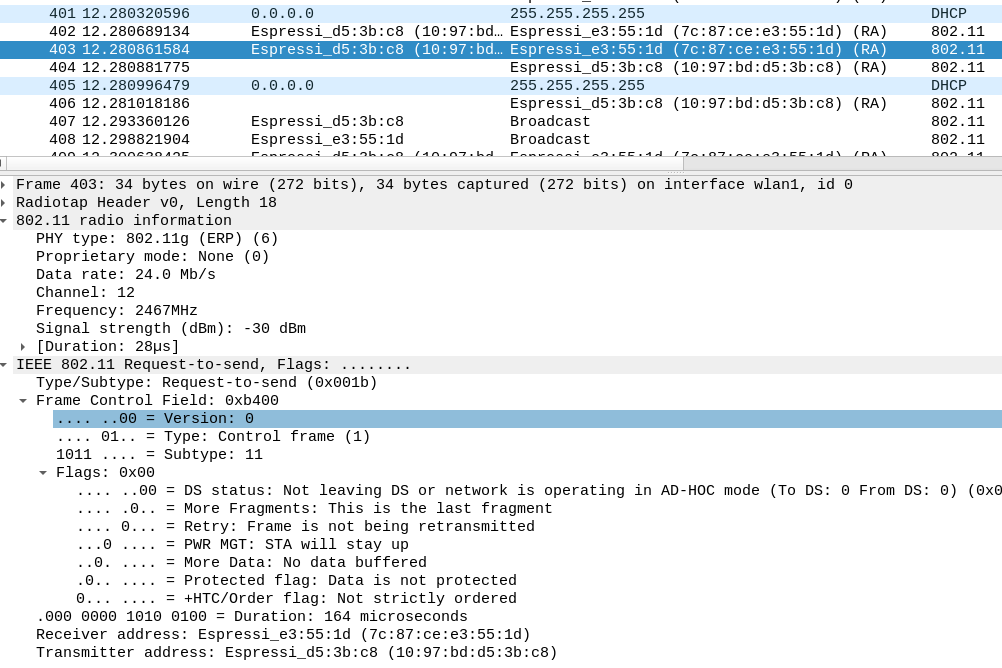 401 12.280320596 0.0.0.0 255.255.255.255 DHCP
402 12.280689134 Espressi_d5:3b:c8 (10:97:bd… Espressi_e3:55:1d (7c:87:ce:e3:55:1d) (RA) 802.11
403 12.280861584 Espressi_d5:3b:c8 (10:97:bd… Espressi_e3:55:1d (7c:87:ce:e3:55:1d) (RA) 802.11
404 12.280881775 Espressi_d5:3b:c8 (10:97:bd:d5:3b:c8) (RA) 802.11
405 12.280996479 0.0.0.0 255.255.255.255 DHCP
406 12.281018186 Espressi_d5:3b:c8 (10:97:bd:d5:3b:c8) (RA) 802.11
407 12.293360126 Espressi_d5:3b:c8 Broadcast 802.11
408 12.298821904 Espressi_e3:55:1d Broadcast 802.11
Frame 403: 34 bytes on wire (272 bits), 34 bytes captured (272 bits) on interface wlan1, id 0
Radiotap Header v0, Length 18
802.11 radio information
PHY type: 802.11g (ERP) (6)
Proprietary mode: None (0)
Data rate: 24.0 Mb/s
Channel: 12
Frequency: 2467MHz
Signal strength (dBm): -30 dBm
[Duration: 28µs]
IEEE 802.11 Request-to-send, Flags: ........
Type/Subtype: Request-to-send (0x001b)
Frame Control Field: 0xb400
.... ..00 = Version: 0
.... 01.. = Type: Control frame (1)
1011 .... = Subtype: 11
Flags: 0x00
.... ..00 = DS status: Not leaving DS or network is operating in AD-HOC mode (To DS: 0 From DS: 0) (0x0
.... .0.. = More Fragments: This is the last fragment
.... 0... = Retry: Frame is not being retransmitted
...0 .... = PWR MGT: STA will stay up
..0. .... = More Data: No data buffered
.0.. .... = Protected flag: Data is not protected
0... .... = +HTC/Order flag: Not strictly ordered
.000 0000 1010 0100 = Duration: 164 microseconds
Receiver address: Espressi_e3:55:1d (7c:87:ce:e3:55:1d)
Transmitter address: Espressi_d5:3b:c8 (10:97:bd:d5:3b:c8)